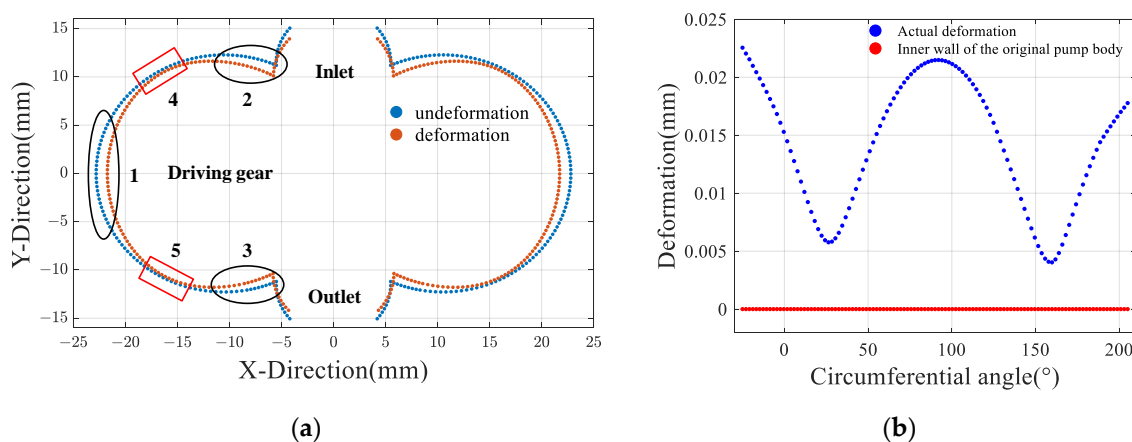 15
10
5
0
−5
−10
−15
−25
−20
−15
−10
−5
0
5
10
15
20
25
Y-Direction(mm)
X-Direction(mm)
Inlet
4
2
undeformation
deformation
1
Driving gear
5
3
Outlet
(a)
0.025
0.02
0.015
0.01
0.005
0
0
50
100
150
200
Deformation(mm)
Circumferential angle(°)
Actual deformation
Inner wall of the original pump body
(b)